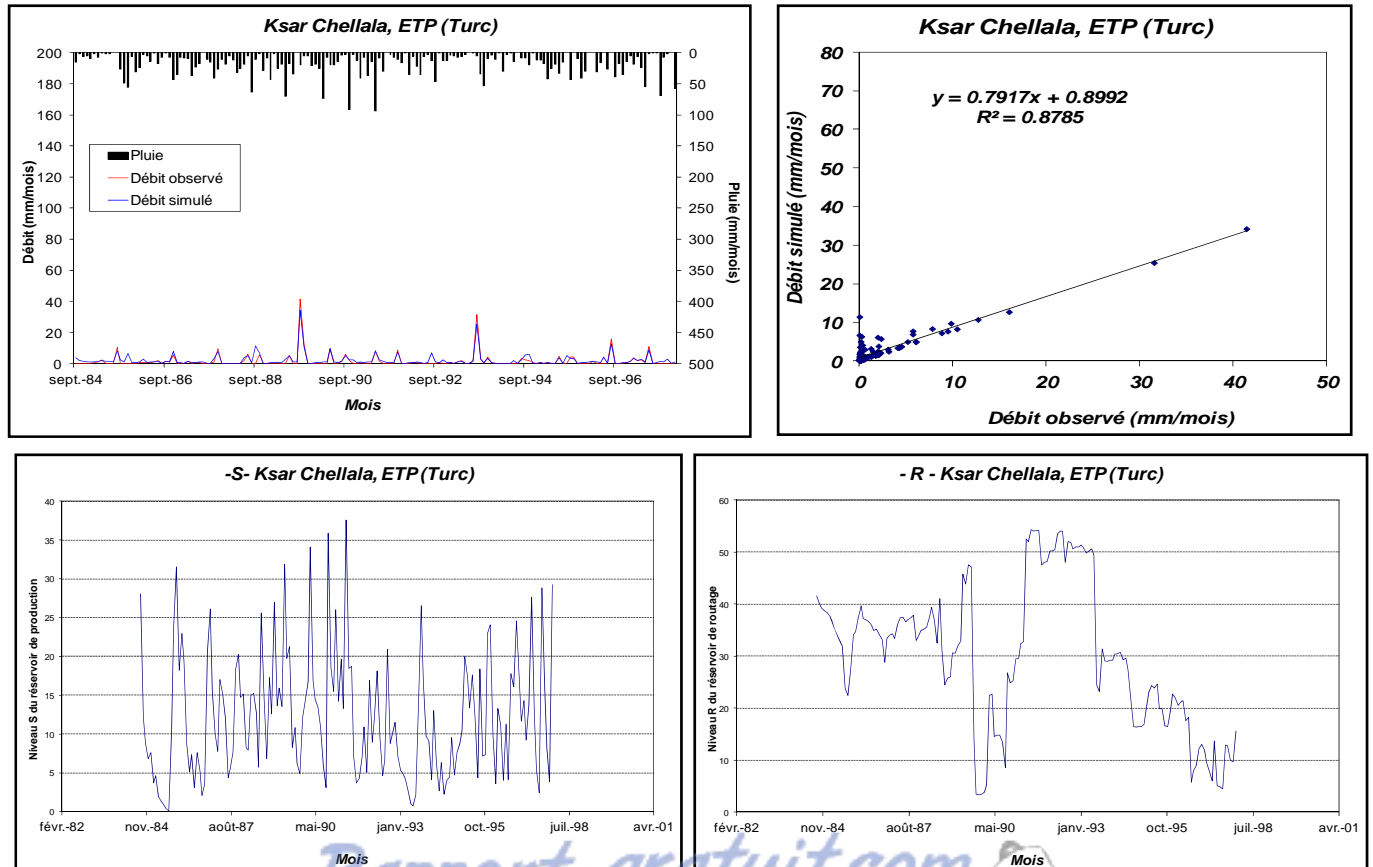 Ksar Chellala, ETP (Turc)
200
180
160
140
120
100
80
60
40
20
0
Débit (mm/mois)
0
50
100
150
200
250
300
350
400
450
500
Pluie (mm/mois)
Pluie
Débit observé
Débit simulé
sept.-84
sept.-86
sept.-88
sept.-90
sept.-92
sept.-94
sept.-96
Mois
Ksar Chellala, ETP (Turc)
80
70
60
50
40
30
20
10
0
Débit simulé (mm/mois)
y = 0.7917x + 0.8992
R² = 0.8785
0
10
20
30
40
50
Débit observé (mm/mois)
-S- Ksar Chellala, ETP (Turc)
40
35
30
25
20
15
10
5
0
Niveau S du réservoir de production
févr.-82
nov.-84
août-87
mai-90
janv.-93
oct.-95
juil.-98
avr.-01
Mois
- R - Ksar Chellala, ETP (Turc)
60
50
40
30
20
10
0
Niveau R du réservoir de routage
févr.-82
nov.-84
août-87
mai-90
janv.-93
oct.-95
juil.-98
avr.-01
Mois
Rapport gratuit.com